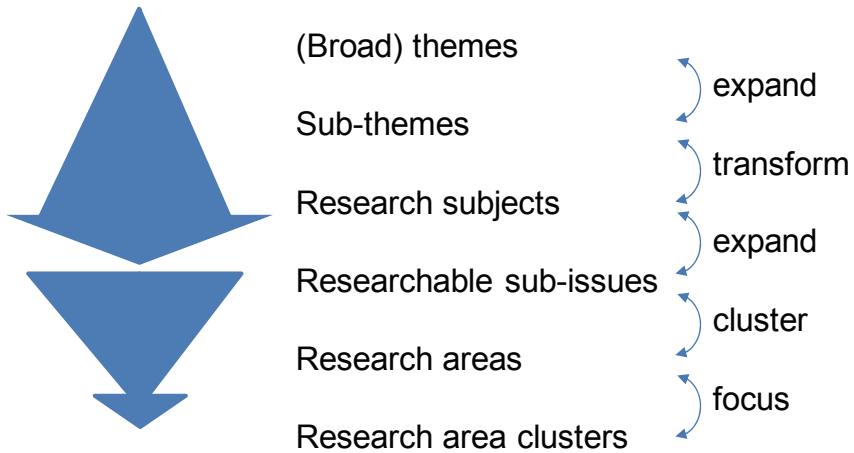 (Broad) themes
expand
Sub-themes
transform
Research subjects
expand
Researchable sub-issues
cluster
Research areas
focus
Research area clusters